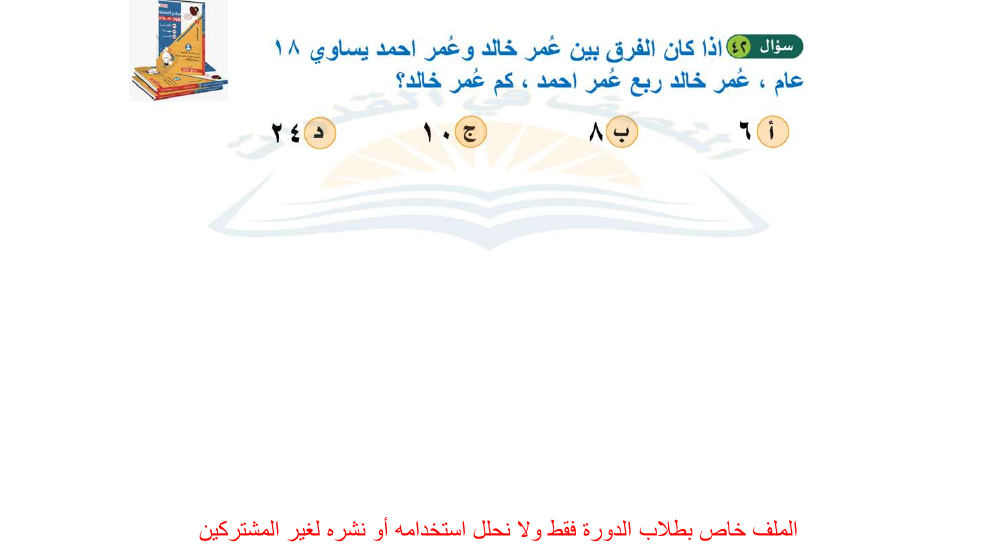 سؤال ٤٢ اذا كان الفرق بين عُمر خالد وعُمر احمد يساوي ١٨
عام ، عُمر خالد ربع عُمر احمد ، كم عُمر خالد؟
أ ٦ ب ٨ ج ١٠ د ٢٤
الملف خاص بطلاب الدورة فقط ولا نحلل استخدامه أو نشره لغير المشتركين